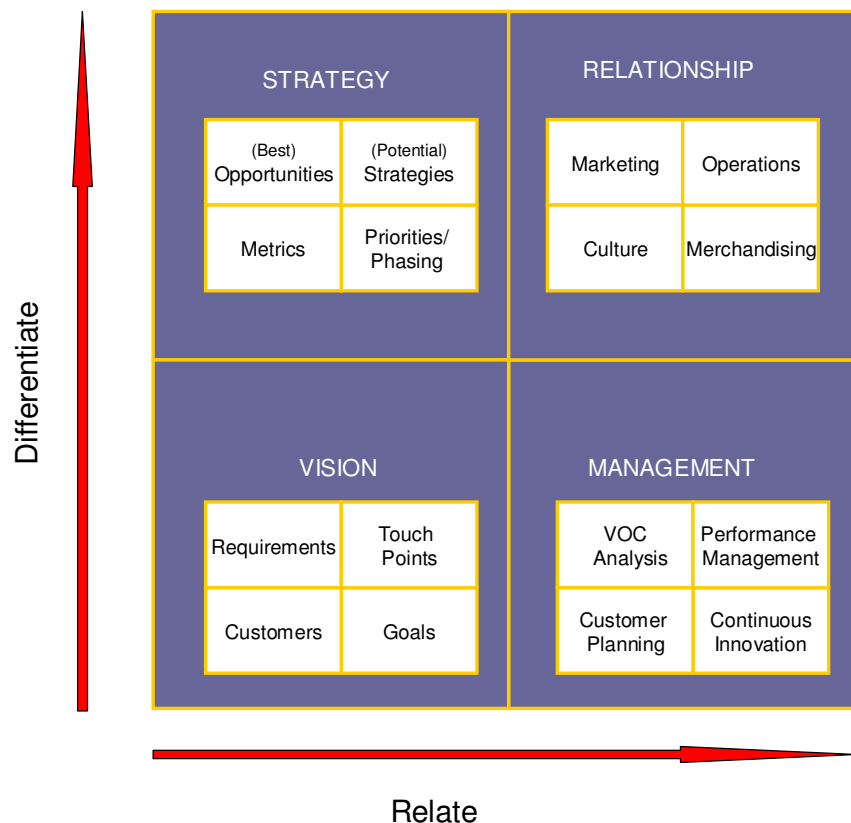 STRATEGY
(Best)
Opportunities
(Potential)
Strategies
Metrics
Priorities/
Phasing
RELATIONSHIP
Marketing
Operations
Culture
Merchandising
Differentiate
VISION
Requirements
Touch
Points
Customers
Goals
MANAGEMENT
VOC
Analysis
Performance
Management
Customer
Planning
Continuous
Innovation
Relate